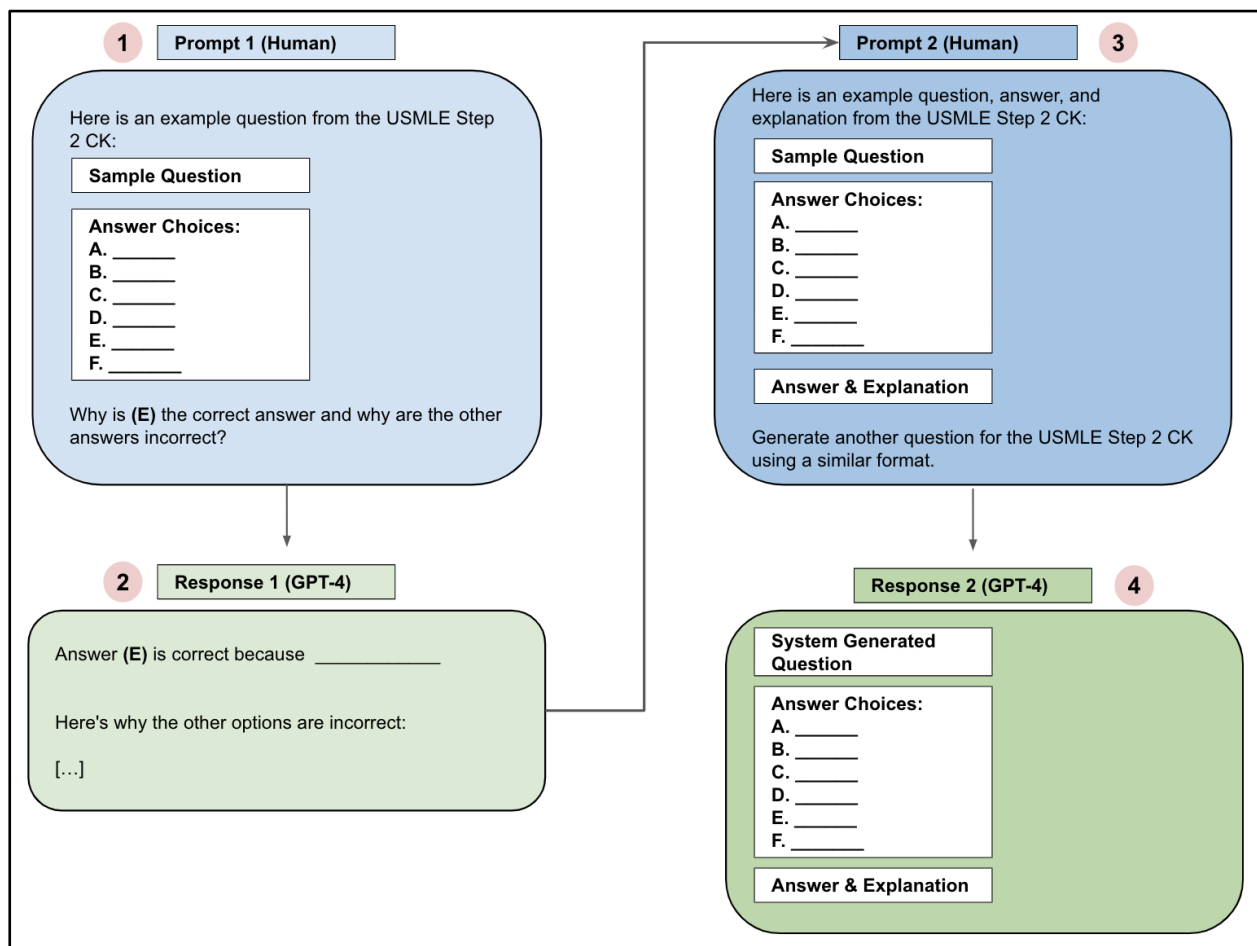 1
Prompt 1 (Human)
Here is an example question from the USMLE Step
2 CK:
Sample Question
Answer Choices:
A. ______
B. ______
C. ______
D. ______
E. ______
F. _______
Why is (E) the correct answer and why are the other
answers incorrect?
2
Response 1 (GPT-4)
Answer (E) is correct because ____________
Here's why the other options are incorrect:
[…]
Prompt 2 (Human)
3
Here is an example question, answer, and
explanation from the USMLE Step 2 CK:
Sample Question
Answer Choices:
A. ______
B. ______
C. ______
D. ______
E. ______
F. _______
Answer & Explanation
Generate another question for the USMLE Step 2 CK
using a similar format.
Response 2 (GPT-4)
4
System Generated
Question
Answer Choices:
A. ______
B. ______
C. ______
D. ______
E. ______
F. _______
Answer & Explanation